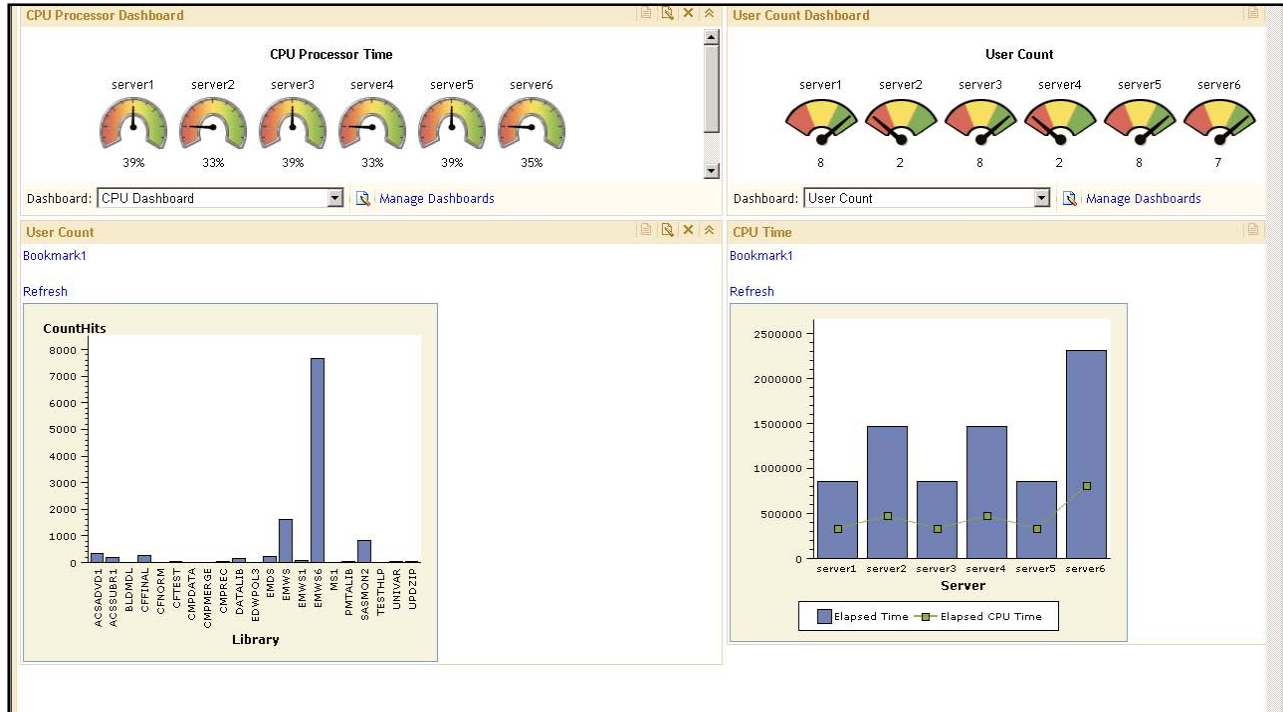 CPU Processor Dashboard
CPU Processor Time
server1 server2 server3 server4 server5 server6
39% 33% 39% 33% 39% 35%
Dashboard: CPU Dashboard Manage Dashboards
User Count Dashboard
User Count
server1 server2 server3 server4 server5 server6
8 2 8 2 8 7
Dashboard: User Count Manage Dashboards
User Count
Bookmark1
Refresh
CountHits
8000
7000
6000
5000
4000
3000
2000
1000
0
ACSADVD1
ACSSUBR1
BLDMDL
CFFINAL
CFNORM
CFTEST
CMPDATA
CMPMERGE
CMPREC
DATALIB
EDWPQL3
EMDS
EMWS
EMWS1
EMWS6
MS1
PMTALIB
SASMON2
TESTHLP
UNIVAR
UPDZIP
Library
CPU Time
Bookmark1
Refresh
2500000
2000000
1500000
1000000
500000
0
server1 server2 server3 server4 server5 server6
Server
Elapsed Time Elapsed CPU Time